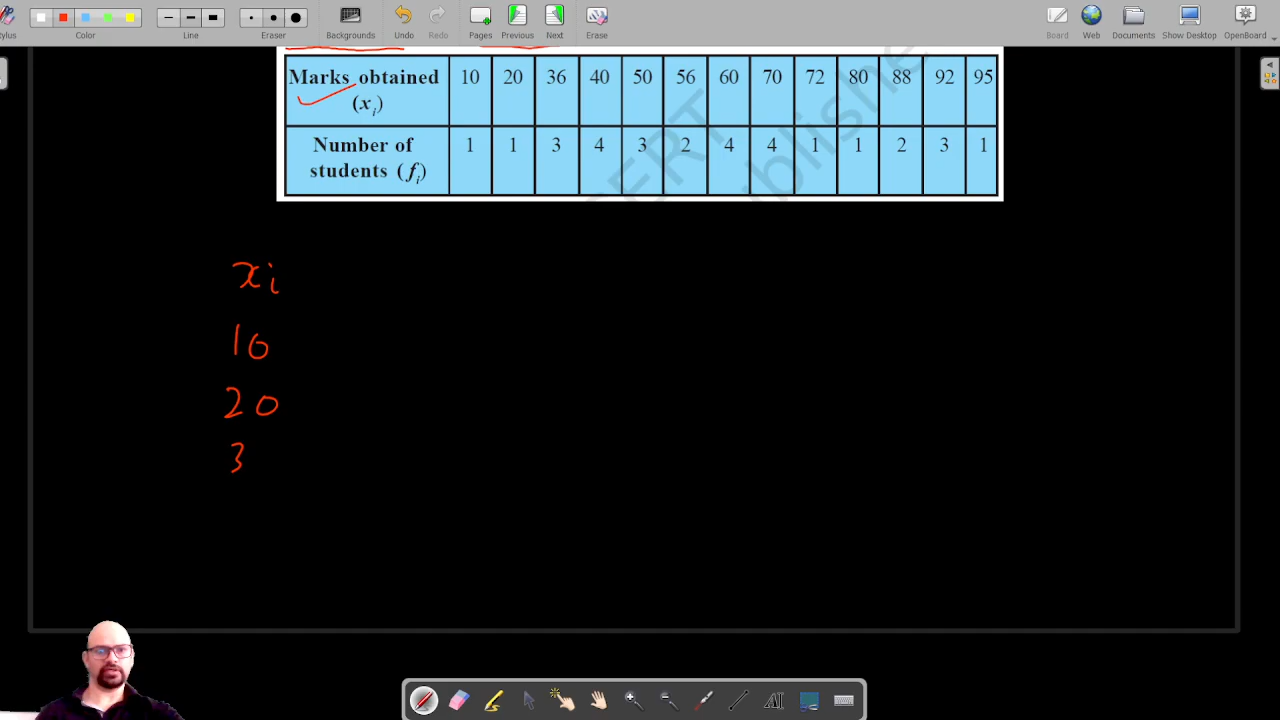 Stylus Color Line Eraser Backgrounds Undo Redo Pages Previous Next Erase Board Web Documents Show Desktop OpenBoard
Marks obtained (xᵢ) 10 20 36 40 50 56 60 70 72 80 88 92 95
Number of students (fᵢ) 1 1 3 4 3 2 4 4 1 1 2 3 1
xi
10
20
3